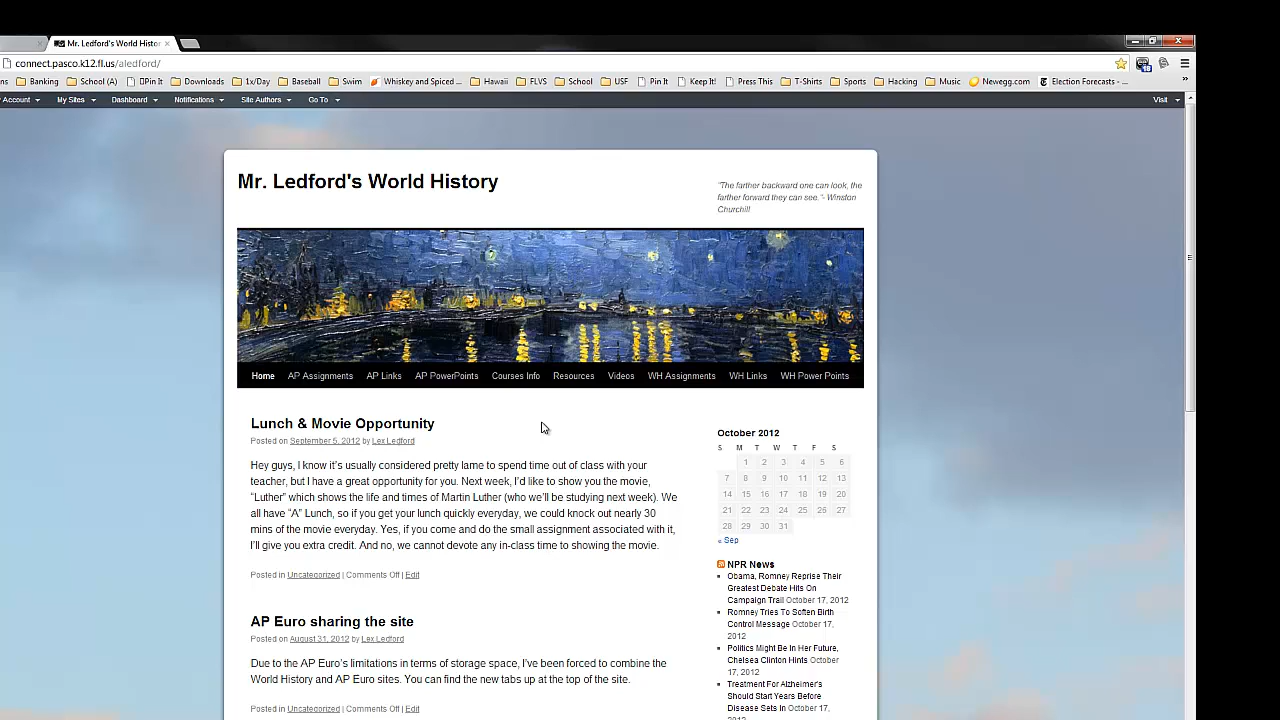 Mr. Ledford's World Histor
connect.pasco.k12.fl.us/aledford/
Banking School (A) Pin It Downloads 1x/Day Baseball Swim Whiskey and Spiced ... Hawaii FLVS School USF Pin It Keep It! Press This T-Shirts Sports Hacking Music Newegg.com Election Forecasts - ... »
Account My Sites Dashboard Notifications Site Authors Go To Visit
Mr. Ledford's World History
"The farther backward one can look, the
farther forward they can see."- Winston
Churchill
Home AP Assignments AP Links AP PowerPoints Courses Info Resources Videos WH Assignments WH Links WH Power Points
Lunch & Movie Opportunity
Posted on September 5, 2012 by Lex Ledford
Hey guys, I know it's usually considered pretty lame to spend time out of class with your
teacher, but I have a great opportunity for you. Next week, I'd like to show you the movie,
"Luther" which shows the life and times of Martin Luther (who we'll be studying next week). We
all have "A" Lunch, so if you get your lunch quickly everyday, we could knock out nearly 30
mins of the movie everyday. Yes, if you come and do the small assignment associated with it,
I'll give you extra credit. And no, we cannot devote any in-class time to showing the movie.
Posted in Uncategorized | Comments Off | Edit
AP Euro sharing the site
Posted on August 31, 2012 by Lex Ledford
Due to the AP Euro's limitations in terms of storage space, I've been forced to combine the
World History and AP Euro sites. You can find the new tabs up at the top of the site.
Posted in Uncategorized | Comments Off | Edit
October 2012
S M T W T F S
1 2 3 4 5 6
7 8 9 10 11 12 13
14 15 16 17 18 19 20
21 22 23 24 25 26 27
28 29 30 31
« Sep
NPR News
Obama, Romney Reprise Their
Greatest Debate Hits On
Campaign Trail October 17, 2012
Romney Tries To Soften Birth
Control Message October 17,
2012
Politics Might Be In Her Future,
Chelsea Clinton Hints October
17, 2012
Treatment For Alzheimer's
Should Start Years Before
Disease Sets In October 17,
2012